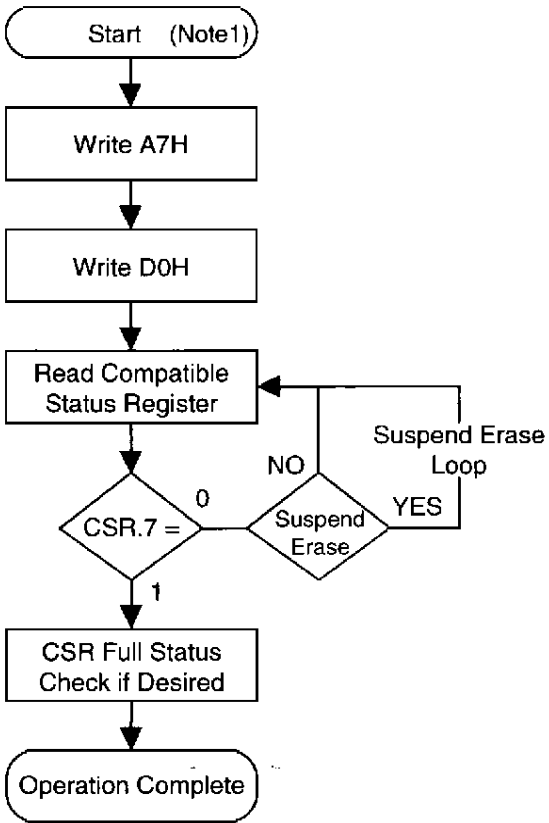 Start (Note1)
Write A7H
Write D0H
Read Compatible
Status Register
CSR.7 =
0
1
Suspend
Erase
NO
YES
Suspend Erase
Loop
CSR Full Status
Check if Desired
Operation Complete